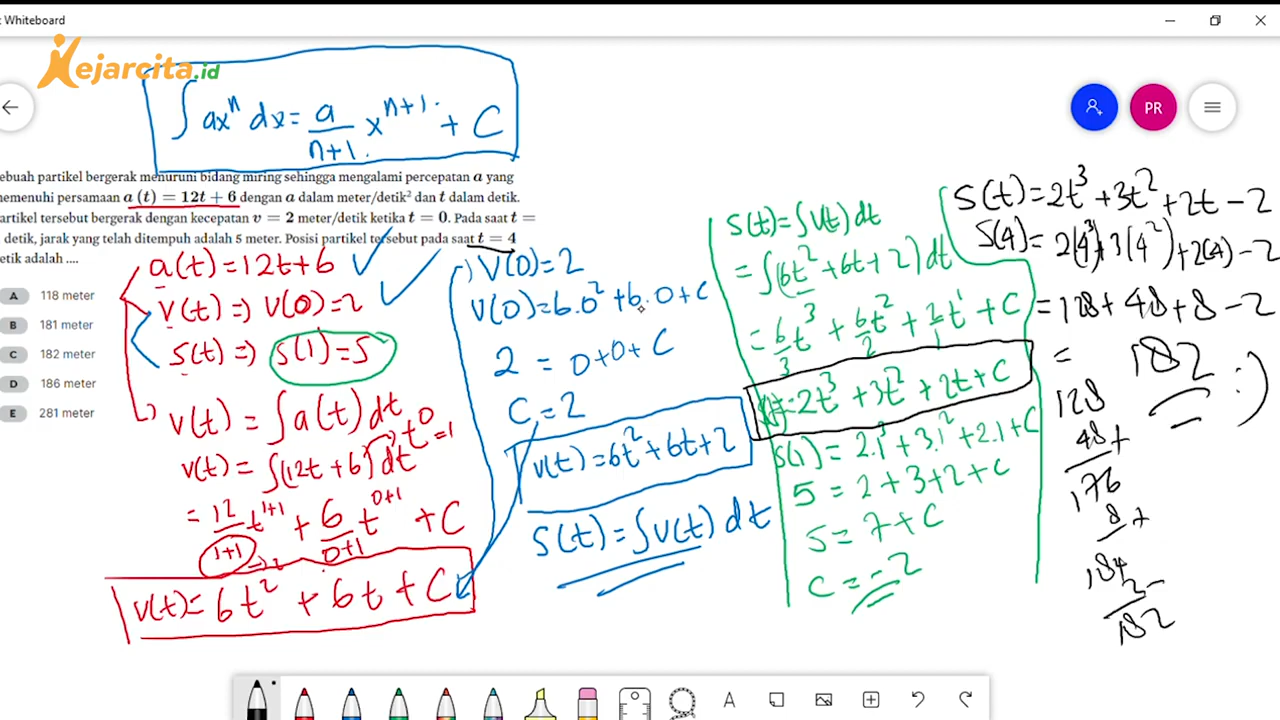 Whiteboard
ejarcita.id
∫ axⁿ dx = a/(n+1) xⁿ⁺¹ + C
PR
ebuah partikel bergerak menuruni bidang miring sehingga mengalami percepatan a yang
emenuhi persamaan a (t) = 12t + 6 dengan a dalam meter/detik² dan t dalam detik.
artikel tersebut bergerak dengan kecepatan v = 2 meter/detik ketika t = 0. Pada saat t =
detik, jarak yang telah ditempuh adalah 5 meter. Posisi partikel tersebut pada saat t = 4
etik adalah ....
A 118 meter
B 181 meter
C 182 meter
D 186 meter
E 281 meter
a(t) = 12t + 6
v(t) ⇒ v(0) = 2
s(t) ⇒ s(1) = 5
v(t) = ∫ a(t) dt
t⁰ = 1
v(t) = ∫(12t + 6) dt
= 12/(1+1) t¹⁺¹ + 6/(0+1) t⁰⁺¹ + C
v(t) = 6t² + 6t + C
v(0) = 2
v(0) = 6.0² + 6.0 + C
2 = 0 + 0 + C
C = 2
v(t) = 6t² + 6t + 2
s(t) = ∫ v(t) dt
s(t) = ∫ v(t) dt
= ∫(6t² + 6t + 2) dt
= 6/3 t³ + 6/2 t² + 2/1 t¹ + C
s(t) = 2t³ + 3t² + 2t + C
s(1) = 2.1³ + 3.1² + 2.1 + C
5 = 2 + 3 + 2 + C
5 = 7 + C
C = -2
s(t) = 2t³ + 3t² + 2t - 2
s(4) = 2(4³) + 3(4²) + 2(4) - 2
= 128 + 48 + 8 - 2
= 182 :)
128
48 +
176
8 +
184
2 -
182
A